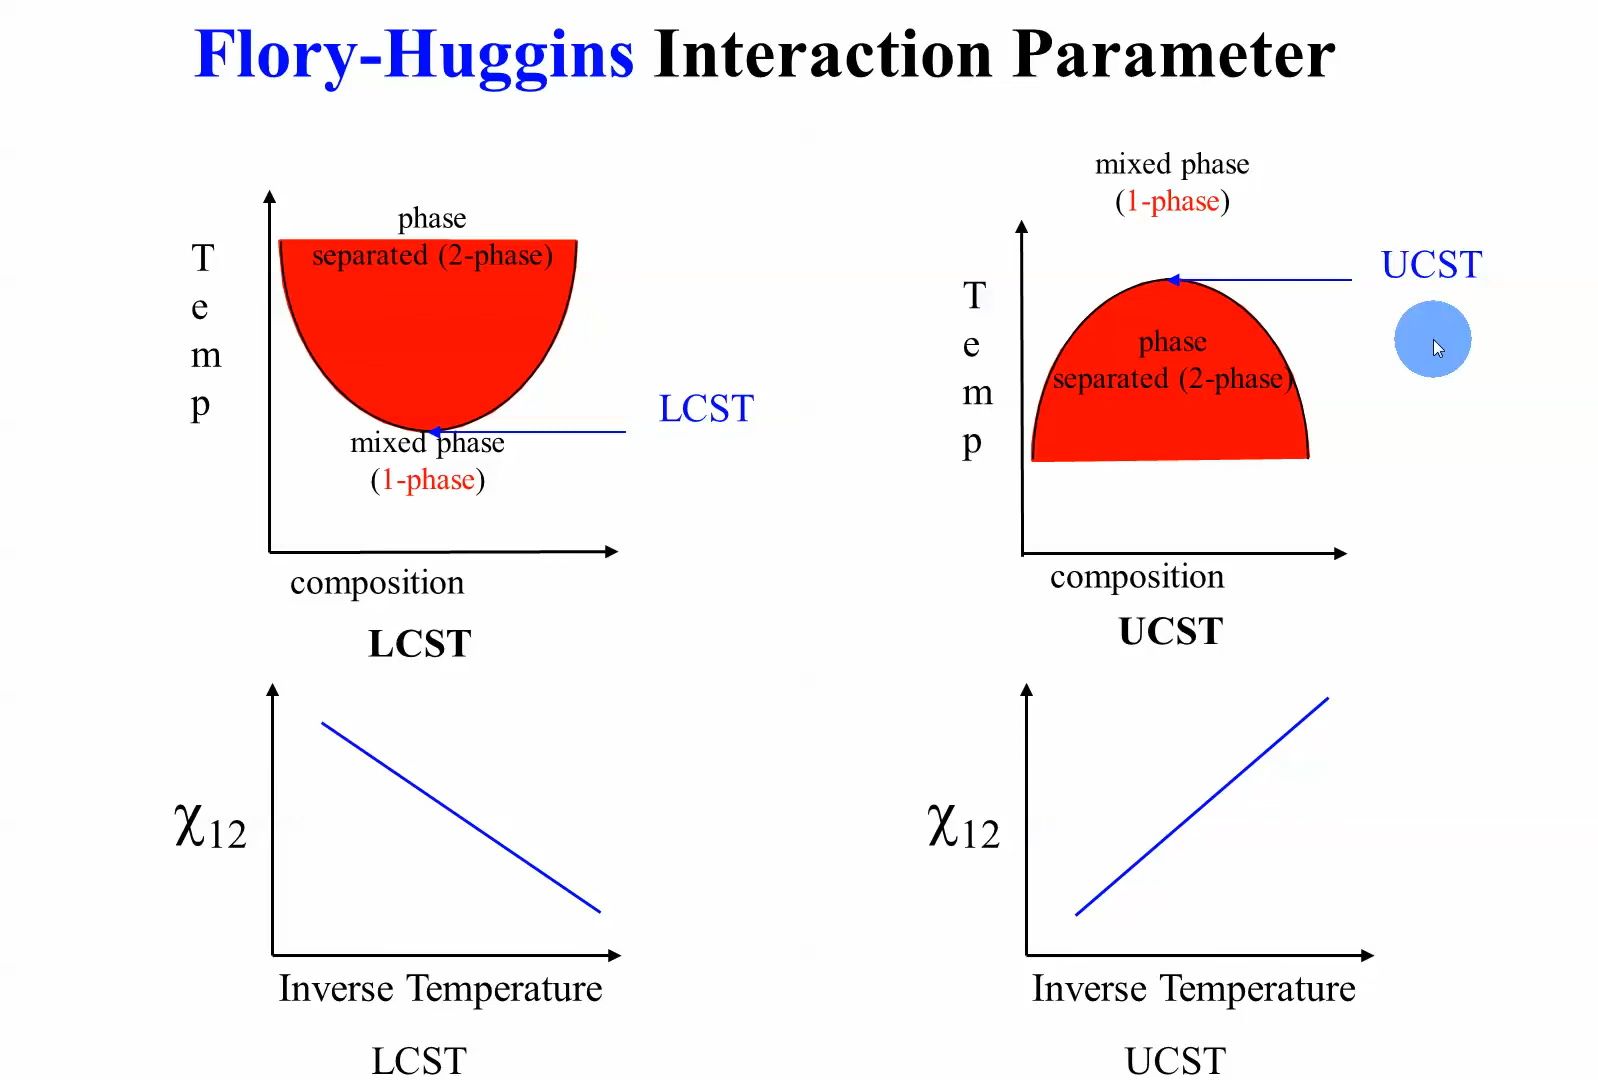 Flory-Huggins Interaction Parameter
phase
separated (2-phase)
T
e
m
p
LCST
mixed phase
(1-phase)
composition
LCST
mixed phase
(1-phase)
UCST
T
e
m
p
phase
separated (2-phase)
composition
UCST
χ12
Inverse Temperature
LCST
χ12
Inverse Temperature
UCST